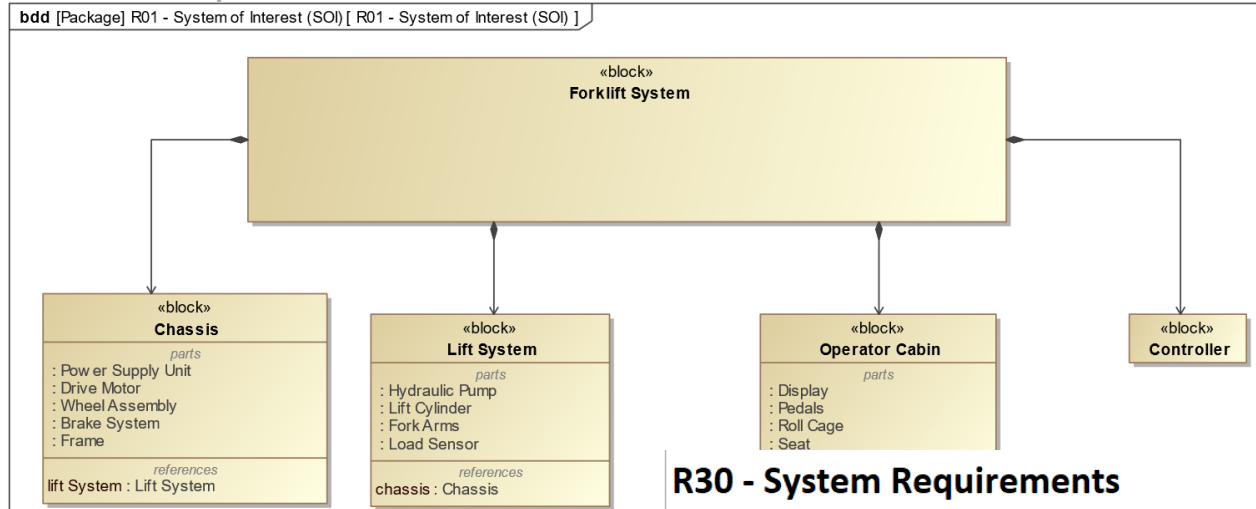 bdd [Package] R01 - System of Interest (SOI) [ R01 - System of Interest (SOI) ]
«block»
Forklift System
«block»
Chassis
parts
: Power Supply Unit
: Drive Motor
: Wheel Assembly
: Brake System
: Frame
references
lift System : Lift System
«block»
Lift System
parts
: Hydraulic Pump
: Lift Cylinder
: Fork Arms
: Load Sensor
references
chassis : Chassis
«block»
Operator Cabin
parts
: Display
: Pedals
: Roll Cage
: Seat
«block»
Controller
R30 - System Requirements